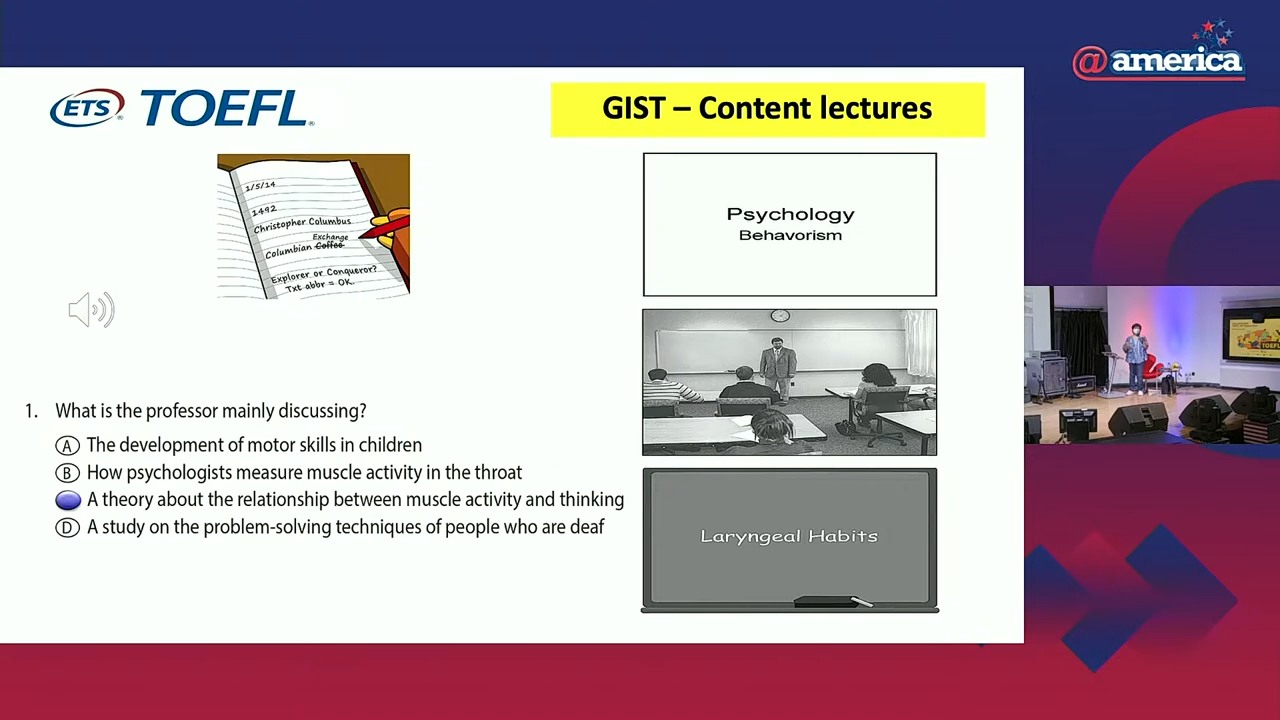 @america
ETS TOEFL
GIST – Content lectures
1/5/14
1492
Christopher Columbus
Exchange
Columbian Coffee
Explorer or Conqueror?
Txt abbr = OK.
Psychology
Behavorism
1. What is the professor mainly discussing?
A The development of motor skills in children
B How psychologists measure muscle activity in the throat
A theory about the relationship between muscle activity and thinking
D A study on the problem-solving techniques of people who are deaf
Laryngeal Habits
TOEFL